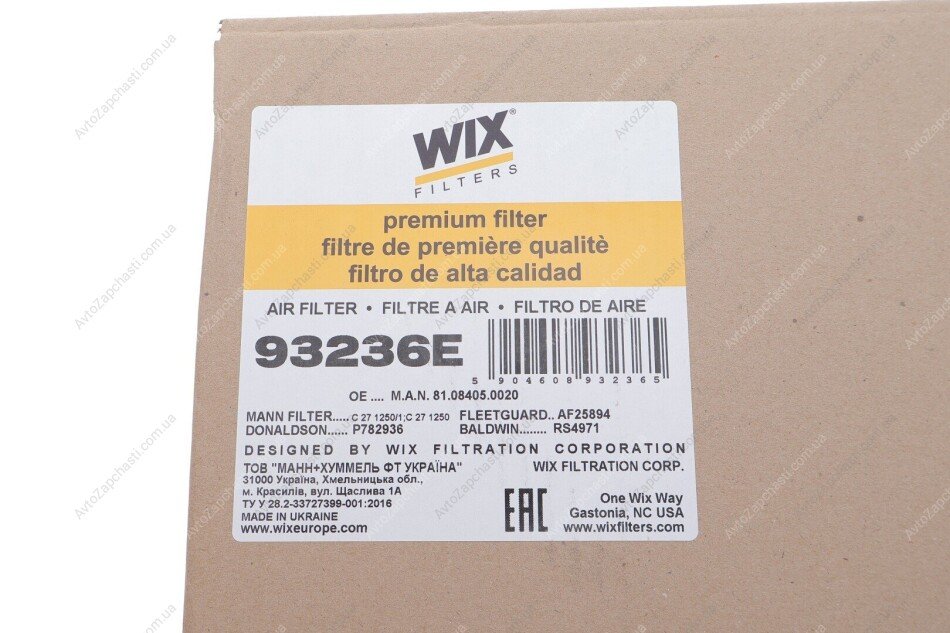 WIX®
FILTERS
premium filter
filtre de première qualitè
filtro de alta calidad
AIR FILTER • FILTRE A AIR • FILTRO DE AIRE
93236E
5 904608 932365
OE .... M.A.N. 81.08405.0020
MANN FILTER..... C 27 1250/1;C 27 1250 FLEETGUARD.. AF25894
DONALDSON...... P782936 BALDWIN........ RS4971
DESIGNED BY WIX FILTRATION CORPORATION
ТОВ "МАНН+ХУММЕЛЬ ФТ УКРАЇНА"
31000 Україна, Хмельницька обл.,
м. Красилів, вул. Щаслива 1А
ТУ У 28.2-33727399-001:2016
MADE IN UKRAINE
www.wixeurope.com
WIX FILTRATION CORP.
EAC
One Wix Way
Gastonia, NC USA
www.wixfilters.com
AvtoZapchasti.com.ua